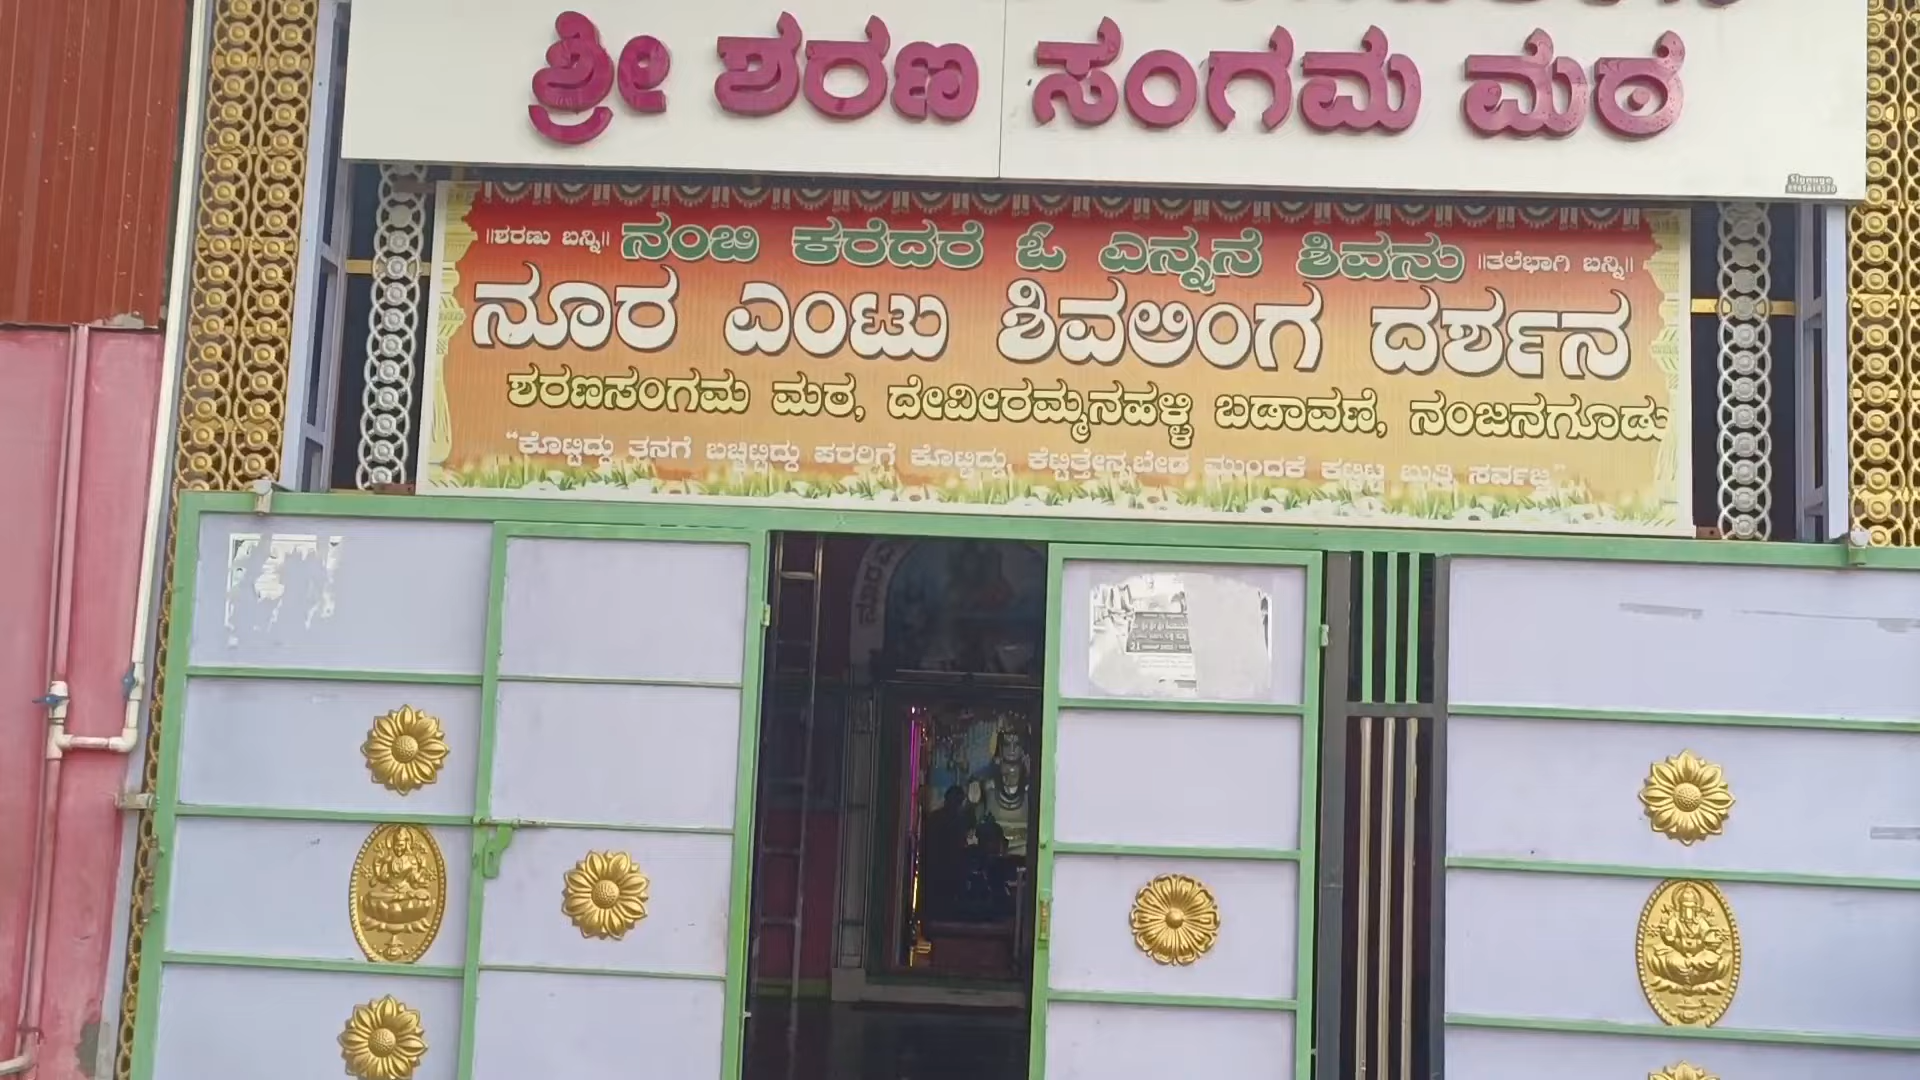 ಶ್ರೀ ಶರಣ ಸಂಗಮ ಮಠ
Signage
॥ಶರಣು ಬನ್ನಿ॥ ನಂಬಿ ಕರೆದರೆ ಓ ಎನ್ನನೆ ಶಿವನು ॥ತಲೆಭಾಗಿ ಬನ್ನಿ॥
ನೂರ ಎಂಟು ಶಿವಲಿಂಗ ದರ್ಶನ
ಶರಣಸಂಗಮ ಮಠ, ದೇವೀರಮ್ಮನಹಳ್ಳಿ ಬಡಾವಣೆ, ನಂಜನಗೂಡು
"ಕೊಟ್ಟಿದ್ದು ತನಗೆ ಬಚ್ಚಿಟ್ಟಿದ್ದು ಪರರಿಗೆ ಕೊಟ್ಟಿದ್ದು ಕೆಟ್ಟಿತ್ತೇನ್ನಬೇಡ ಮುಂದಕೆ ಕಟ್ಟಿಟ್ಟ ಬುತ್ತಿ ಸರ್ವಜ್ಞ"